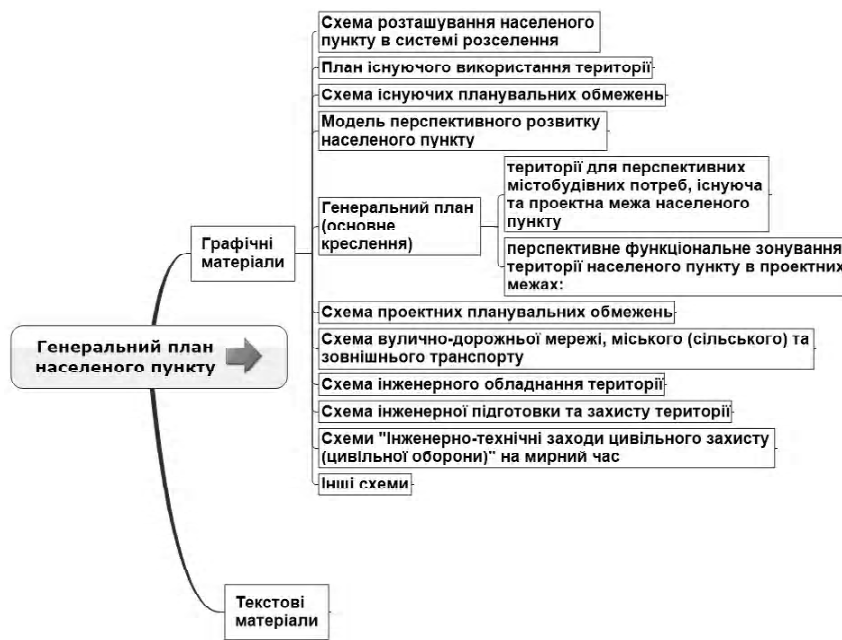 Схема розташування населеного
пункту в системі розселення
План існуючого використання території
Схема існуючих планувальних обмежень
Модель перспективного розвитку
населеного пункту
території для перспективних
містобудівних потреб, існуюча
та проектна межа населеного
пункту
Генеральний план
(основне
креслення)
перспективне функціональне зонування
території населеного пункту в проектних
межах:
Графічні
матеріали
Схема проектних планувальних обмежень
Схема вулично-дорожньої мережі, міського (сільського) та
зовнішнього транспорту
Генеральний план
населеного пункту
Схема інженерного обладнання території
Схема інженерної підготовки та захисту території
Схеми "Інженерно-технічні заходи цивільного захисту
(цивільної оборони)" на мирний час
Інші схеми
Текстові
матеріали